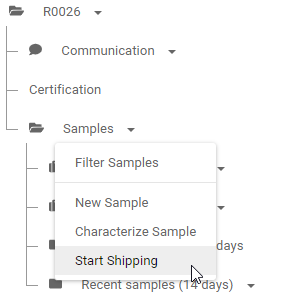 R0026
Communication
Certification
Samples
Filter Samples
New Sample
Characterize Sample
days
Start Shipping
Recent samples (14 days)